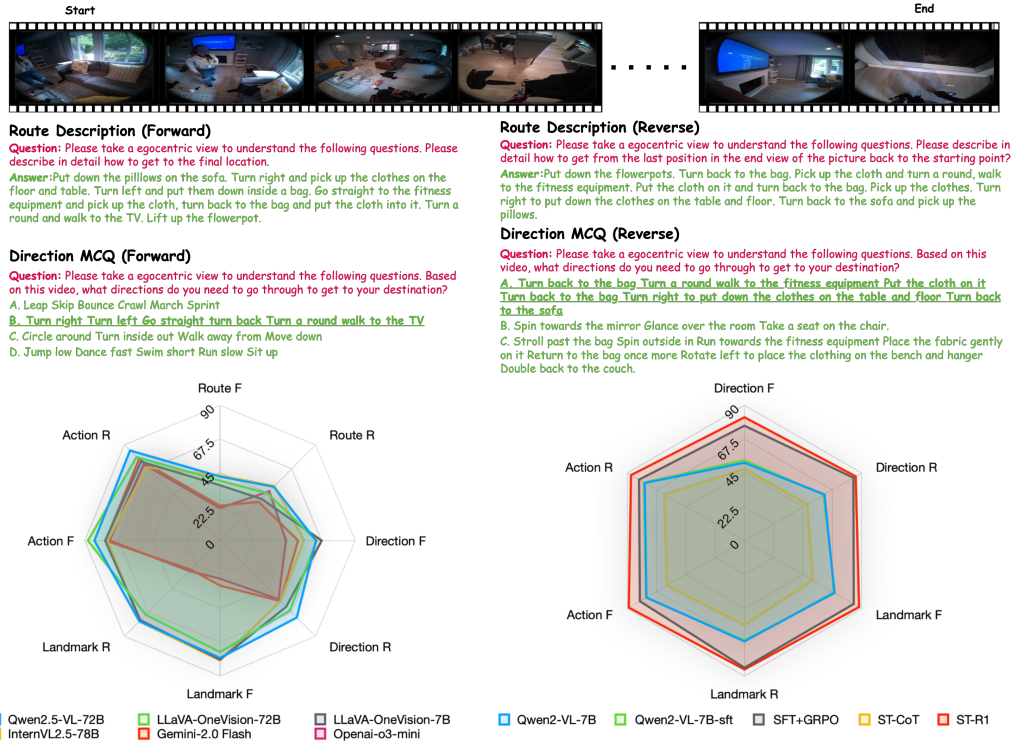 Start
End
Route Description (Forward)
Question: Please take a egocentric view to understand the following questions. Please
describe in detail how to get to the final location.
Answer:Put down the pilllows on the sofa. Turn right and pick up the clothes on the
floor and table. Turn left and put them down inside a bag. Go straight to the fitness
equipment and pick up the cloth, turn back to the bag and put the cloth into it. Turn a
round and walk to the TV. Lift up the flowerpot.
Direction MCQ (Forward)
Question: Please take a egocentric view to understand the following questions. Based
on this video, what directions do you need to go through to get to your destination?
A. Leap Skip Bounce Crawl March Sprint
B. Turn right Turn left Go straight turn back Turn a round walk to the TV
C. Circle around Turn inside out Walk away from Move down
D. Jump low Dance fast Swim short Run slow Sit up
Route Description (Reverse)
Question: Please take a egocentric view to understand the following questions. Please describe in
detail how to get from the last position in the end view of the picture back to the starting point?
Answer:Put down the flowerpots. Turn back to the bag. Pick up the cloth and turn a round, walk
to the fitness equipment. Put the cloth on it and turn back to the bag. Pick up the clothes. Turn
right to put down the clothes on the table and floor. Turn back to the sofa and pick up the
pillows.
Direction MCQ (Reverse)
Question: Please take a egocentric view to understand the following questions. Based on this
video, what directions do you need to go through to get to your destination?
A. Turn back to the bag Turn a round walk to the fitness equipment Put the cloth on it
Turn back to the bag Turn right to put down the clothes on the table and floor Turn back
to the sofa
B. Spin towards the mirror Glance over the room Take a seat on the chair.
C. Stroll past the bag Spin outside in Run towards the fitness equipment Place the fabric gently
on it Return to the bag once more Rotate left to place the clothing on the bench and hanger
Double back to the couch.
Route F
Route R
Direction F
Direction R
Landmark F
Landmark R
Action F
Action R
90
67.5
45
22.5
0
Qwen2.5-VL-72B
LLaVA-OneVision-72B
LLaVA-OneVision-7B
InternVL2.5-78B
Gemini-2.0 Flash
Openai-o3-mini
Direction F
Direction R
Landmark F
Landmark R
Action F
Action R
90
67.5
45
22.5
0
Qwen2-VL-7B
Qwen2-VL-7B-sft
SFT+GRPO
ST-CoT
ST-R1